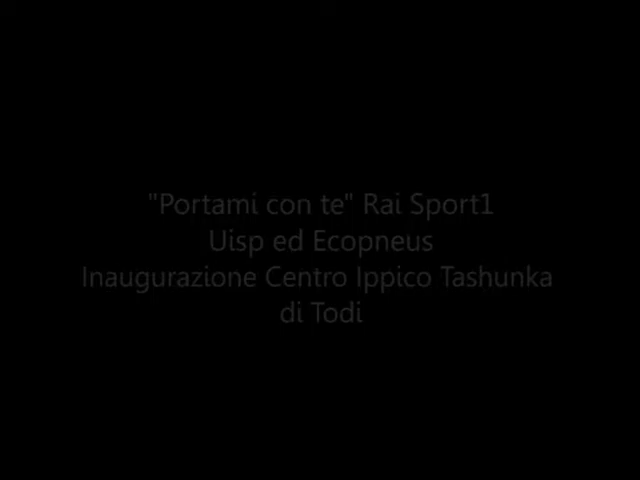 "Portami con te" Rai Sport1
Uisp ed Ecopneus
Inaugurazione Centro Ippico Tashunka
di Todi